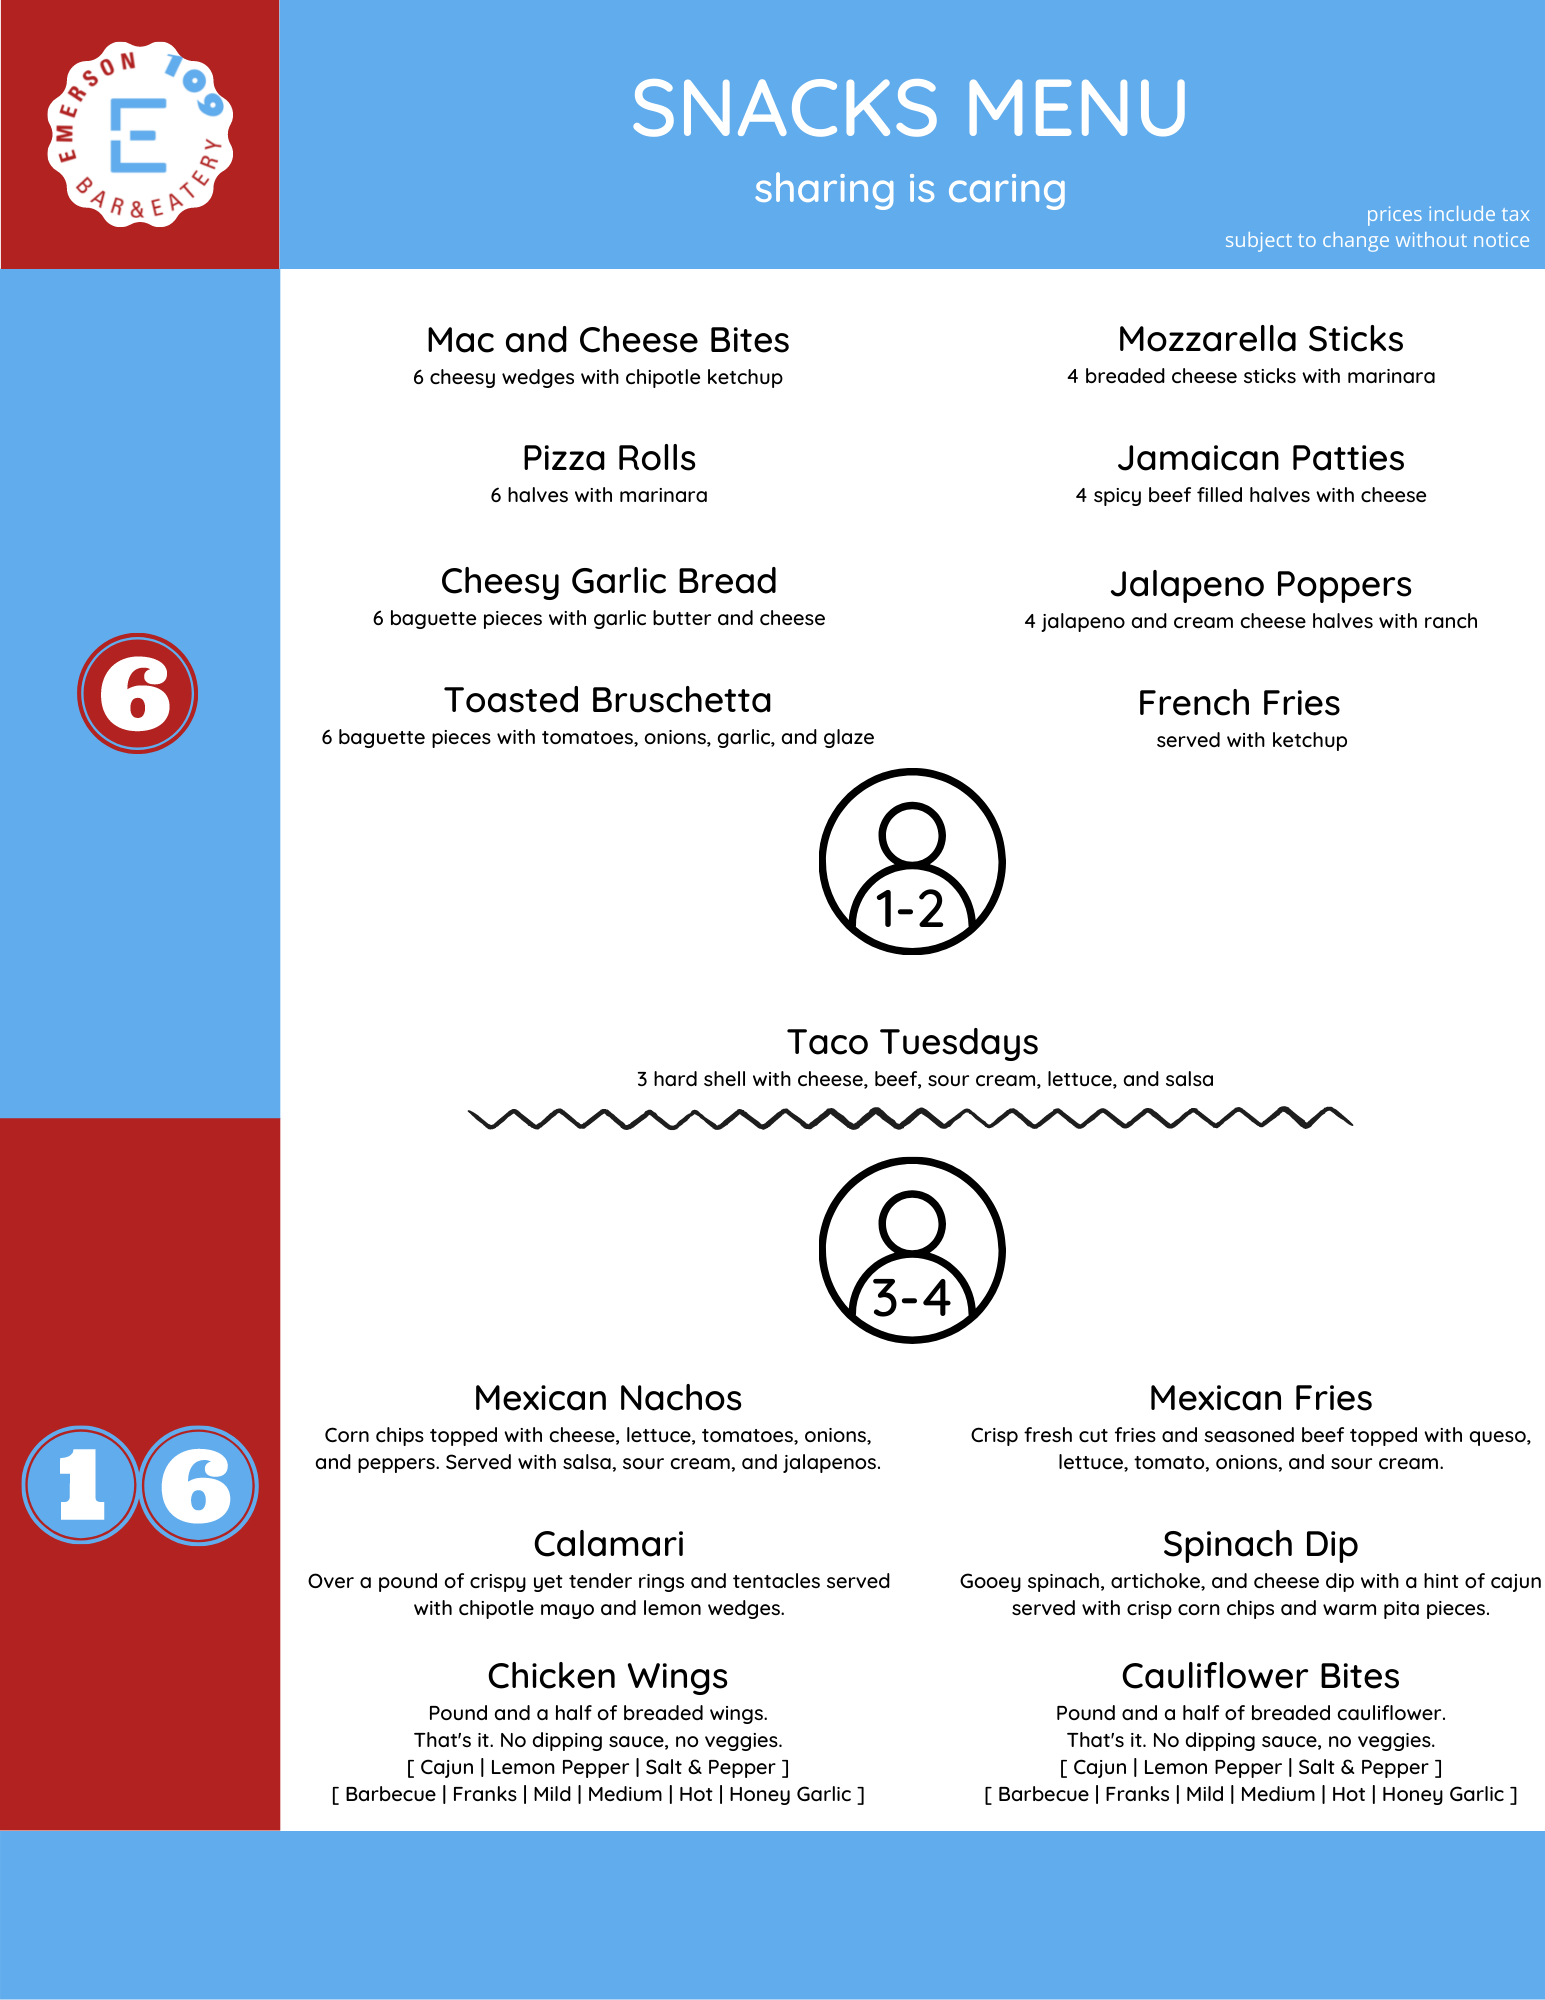 EMERSON 109
E
BAR & EATERY
SNACKS MENU
sharing is caring
prices include tax
subject to change without notice
Mac and Cheese Bites
6 cheesy wedges with chipotle ketchup
Mozzarella Sticks
4 breaded cheese sticks with marinara
Pizza Rolls
6 halves with marinara
Jamaican Patties
4 spicy beef filled halves with cheese
Cheesy Garlic Bread
6 baguette pieces with garlic butter and cheese
Jalapeno Poppers
4 jalapeno and cream cheese halves with ranch
6
Toasted Bruschetta
6 baguette pieces with tomatoes, onions, garlic, and glaze
French Fries
served with ketchup
1-2
Taco Tuesdays
3 hard shell with cheese, beef, sour cream, lettuce, and salsa
3-4
16
Mexican Nachos
Corn chips topped with cheese, lettuce, tomatoes, onions,
and peppers. Served with salsa, sour cream, and jalapenos.
Mexican Fries
Crisp fresh cut fries and seasoned beef topped with queso,
lettuce, tomato, onions, and sour cream.
Calamari
Over a pound of crispy yet tender rings and tentacles served
with chipotle mayo and lemon wedges.
Spinach Dip
Gooey spinach, artichoke, and cheese dip with a hint of cajun
served with crisp corn chips and warm pita pieces.
Chicken Wings
Pound and a half of breaded wings.
That's it. No dipping sauce, no veggies.
[ Cajun | Lemon Pepper | Salt & Pepper ]
[ Barbecue | Franks | Mild | Medium | Hot | Honey Garlic ]
Cauliflower Bites
Pound and a half of breaded cauliflower.
That's it. No dipping sauce, no veggies.
[ Cajun | Lemon Pepper | Salt & Pepper ]
[ Barbecue | Franks | Mild | Medium | Hot | Honey Garlic ]